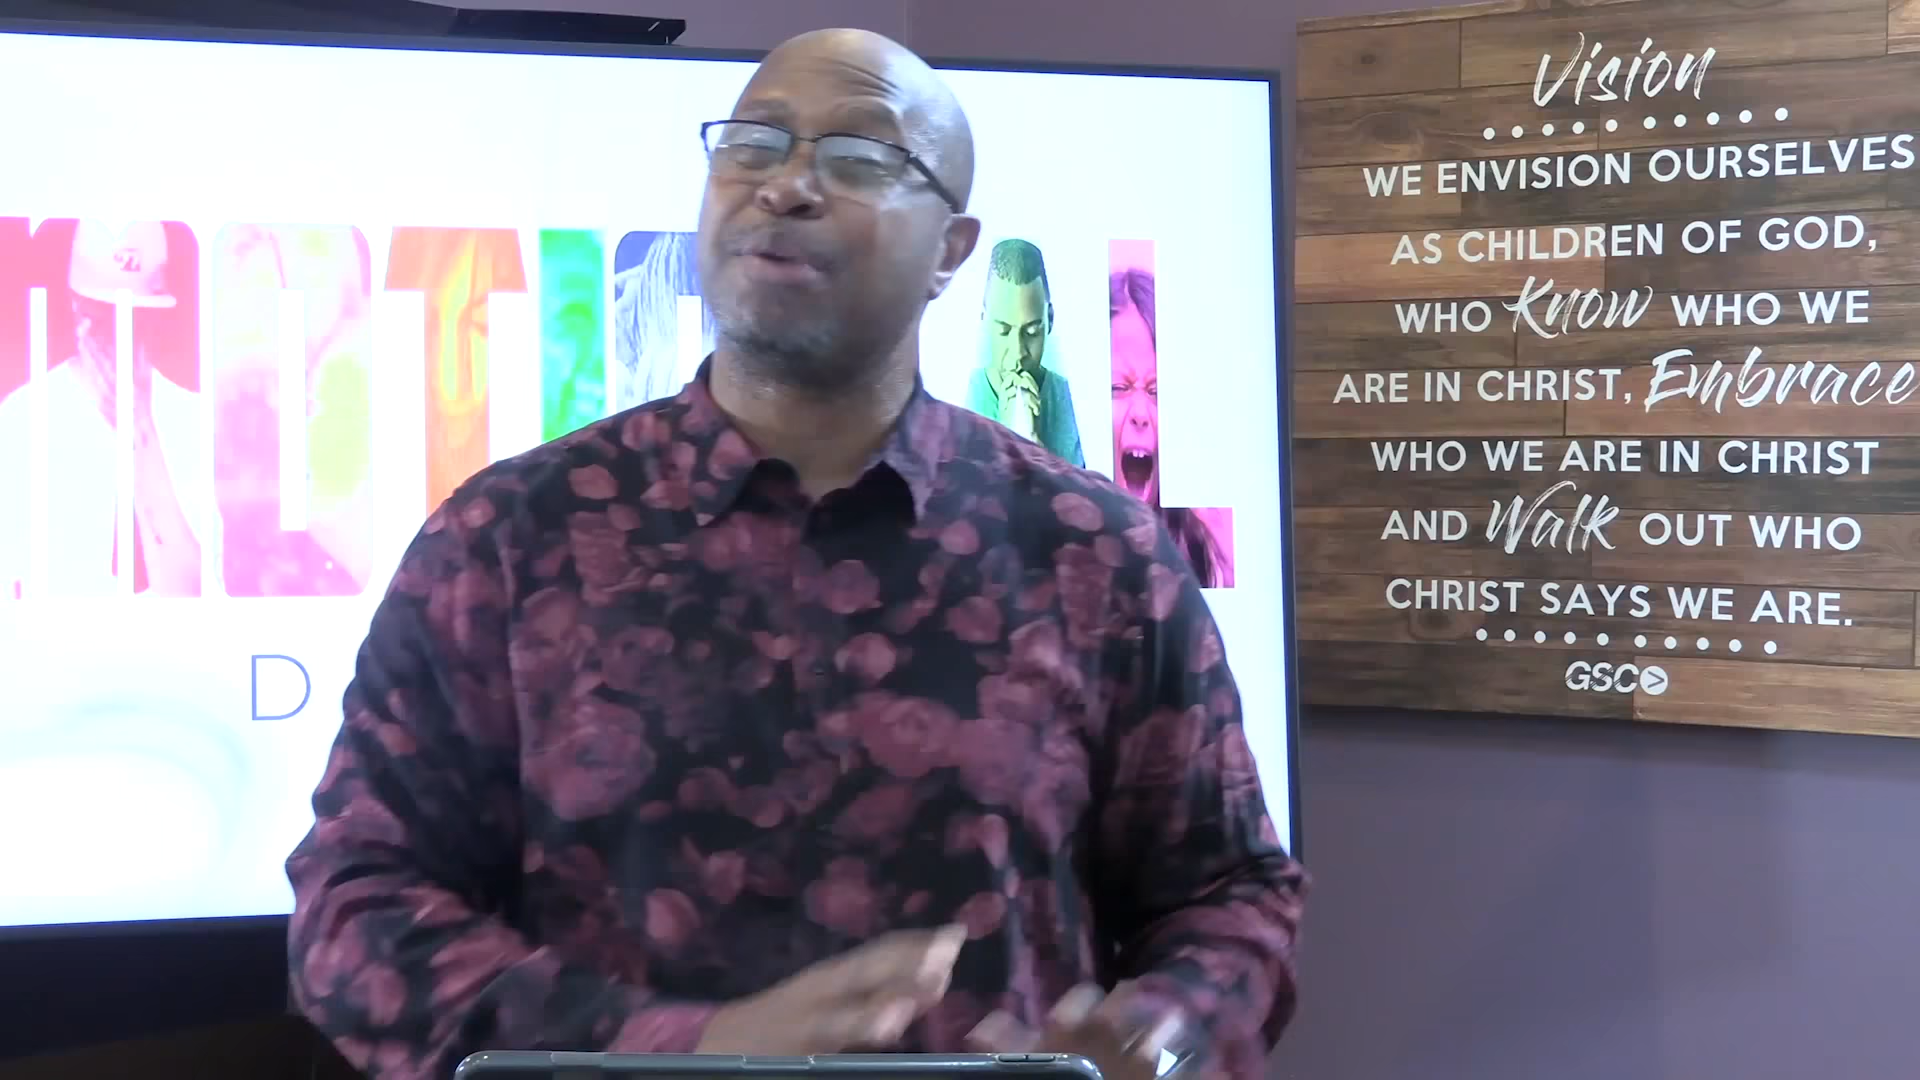 MOTIONAL
D
Vision
WE ENVISION OURSELVES
AS CHILDREN OF GOD,
WHO Know WHO WE
ARE IN CHRIST, Embrace
WHO WE ARE IN CHRIST
AND Walk OUT WHO
CHRIST SAYS WE ARE.
GSC>